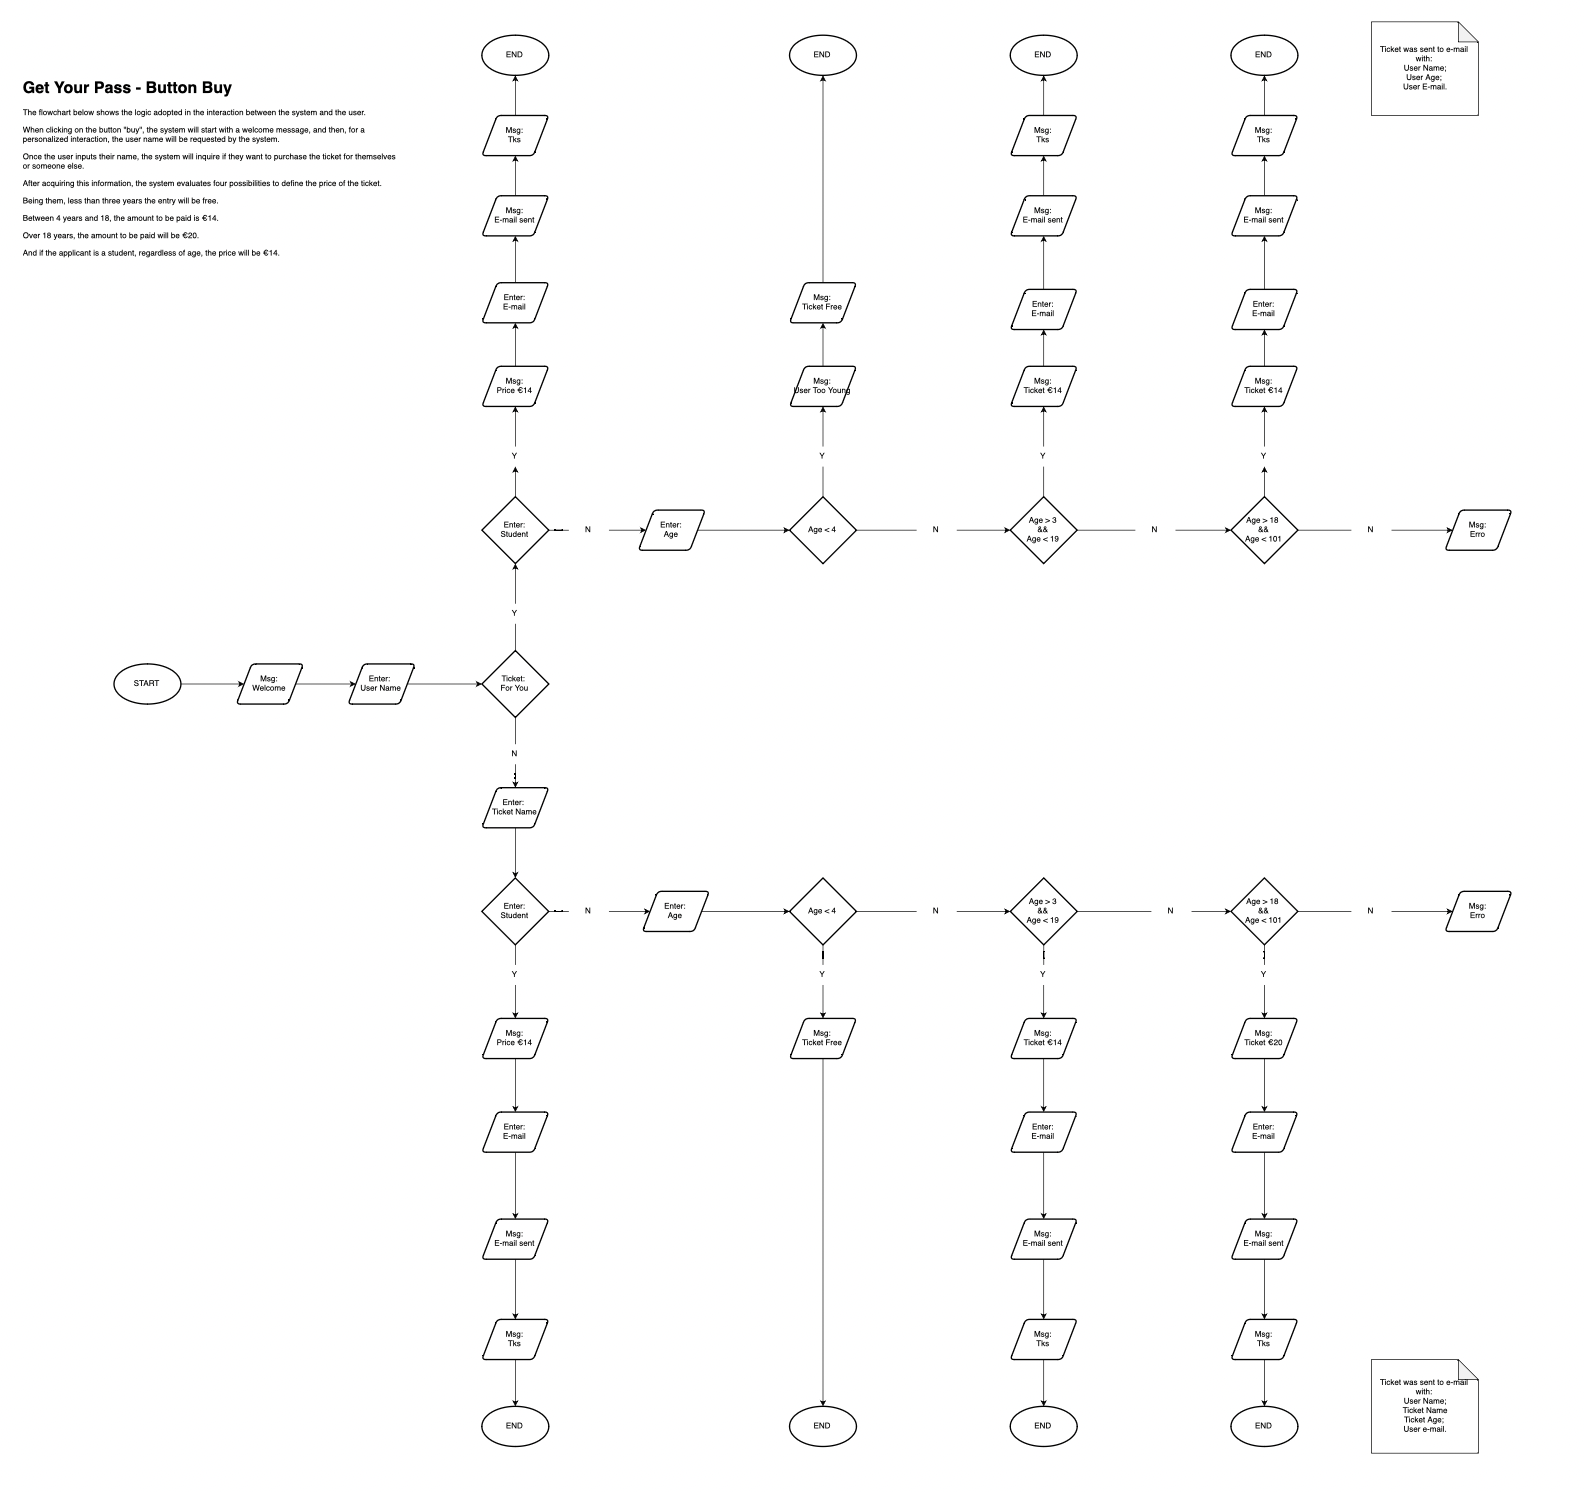 Get Your Pass - Button Buy
The flowchart below shows the logic adopted in the interaction between the system and the user.
When clicking on the button "buy", the system will start with a welcome message, and then, for a
personalized interaction, the user name will be requested by the system.
Once the user inputs their name, the system will inquire if they want to purchase the ticket for themselves
or someone else.
After acquiring this information, the system evaluates four possibilities to define the price of the ticket.
Being them, less than three years the entry will be free.
Between 4 years and 18, the amount to be paid is €14.
Over 18 years, the amount to be paid will be €20.
And if the applicant is a student, regardless of age, the price will be €14.
END
END
END
END
Ticket was sent to e-mail
with:
User Name;
User Age;
User E-mail.
Msg:
Tks
Msg:
Tks
Msg:
Tks
Msg:
E-mail sent
Msg:
E-mail sent
Msg:
E-mail sent
Enter:
E-mail
Msg:
Ticket Free
Enter:
E-mail
Enter:
E-mail
Msg:
Price €14
Msg:
User Too Young
Msg:
Ticket €14
Msg:
Ticket €14
Y
Y
Y
Y
Enter:
Student
N
Enter:
Age
Age < 4
N
Age > 3
&&
Age < 19
N
Age > 18
&&
Age < 101
N
Msg:
Erro
Y
START
Msg:
Welcome
Enter:
User Name
Ticket:
For You
N
Enter:
Ticket Name
Enter:
Student
N
Enter:
Age
Age < 4
N
Age > 3
&&
Age < 19
N
Age > 18
&&
Age < 101
N
Msg:
Erro
Y
Y
Y
Y
Msg:
Price €14
Msg:
Ticket Free
Msg:
Ticket €14
Msg:
Ticket €20
Enter:
E-mail
Enter:
E-mail
Enter:
E-mail
Msg:
E-mail sent
Msg:
E-mail sent
Msg:
E-mail sent
Msg:
Tks
Msg:
Tks
Msg:
Tks
END
END
END
END
Ticket was sent to e-mail
with:
User Name;
Ticket Name
Ticket Age;
User e-mail.